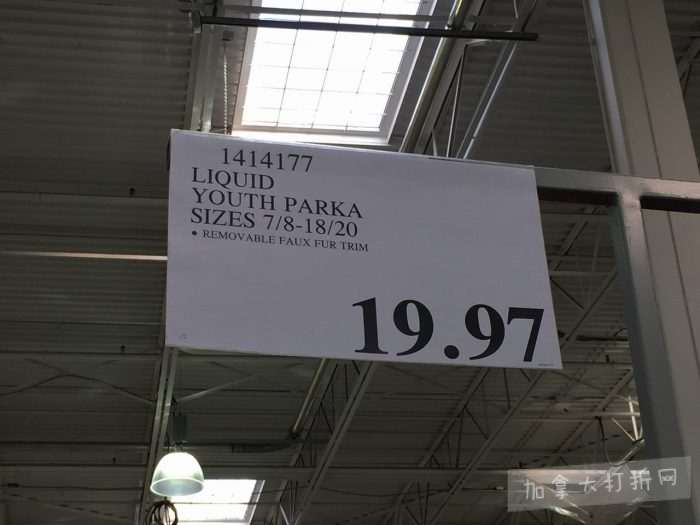 1414177
LIQUID
YOUTH PARKA
SIZES 7/8-18/20
• REMOVABLE FAUX FUR TRIM
19.97
加拿大打折网